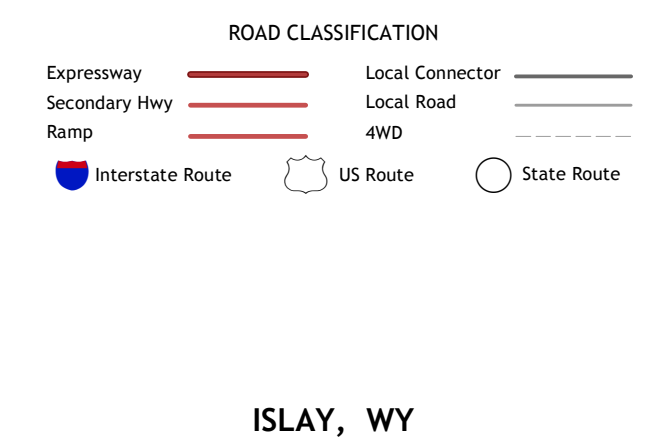 ROAD CLASSIFICATION
Expressway
Local Connector
Secondary Hwy
Local Road
Ramp
4WD
Interstate Route
US Route
State Route
ISLAY, WY